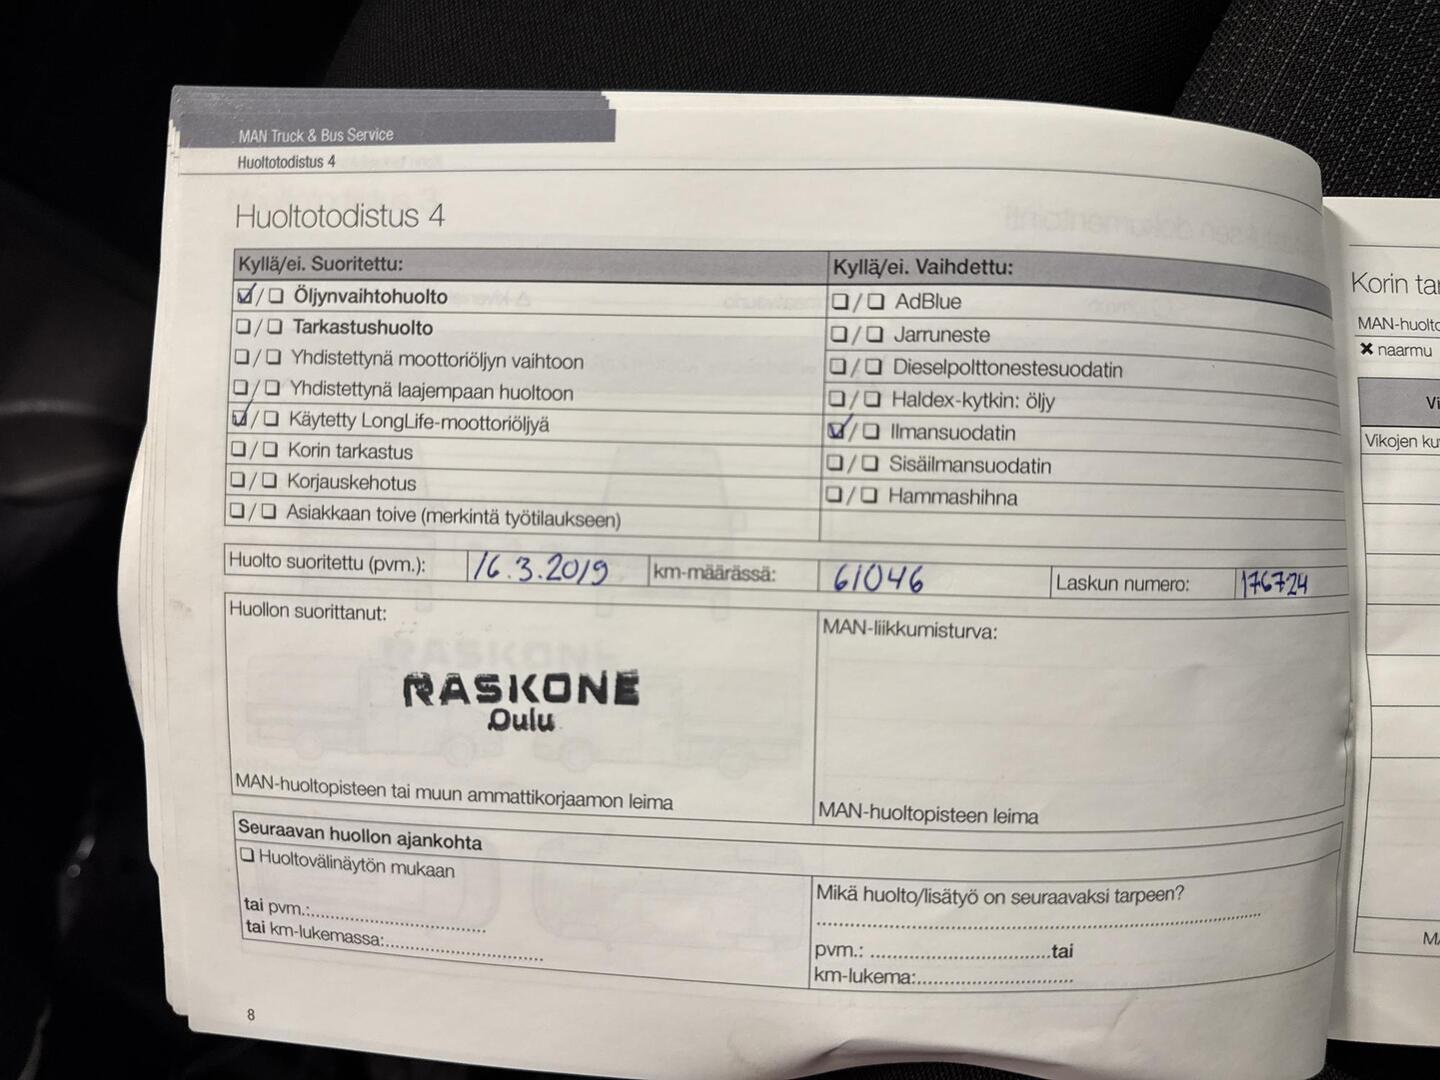 MAN Truck & Bus Service
Huoltotodistus 4
Huoltotodistus 4
Kyllä/ei. Suoritettu:
☑/☐ Öljynvaihtohuolto
☐/☐ Tarkastushuolto
☐/☐ Yhdistettynä moottoriöljyn vaihtoon
☐/☐ Yhdistettynä laajempaan huoltoon
☑/☐ Käytetty LongLife-moottoriöljyä
☐/☐ Korin tarkastus
☐/☐ Korjauskehotus
☐/☐ Asiakkaan toive (merkintä työtilaukseen)
Kyllä/ei. Vaihdettu:
☐/☐ AdBlue
☐/☐ Jarruneste
☐/☐ Dieselpolttonestesuodatin
☐/☐ Haldex-kytkin: öljy
☑/☐ Ilmansuodatin
☐/☐ Sisäilmansuodatin
☐/☐ Hammashihna
Huolto suoritettu (pvm.): 16.3.2019 km-määrässä: 61046 Laskun numero: 176724
Huollon suorittanut:
RASKONE
Oulu
MAN-huoltopisteen tai muun ammattikorjaamon leima
MAN-liikkumisturva:
MAN-huoltopisteen leima
Seuraavan huollon ajankohta
☐ Huoltovälinäytön mukaan
tai pvm.:
tai km-lukemassa:
Mikä huolto/lisätyö on seuraavaksi tarpeen?
pvm.: tai
km-lukema:
8
Korin tar
MAN-huolto
✖ naarmu
Vi
Vikojen ku